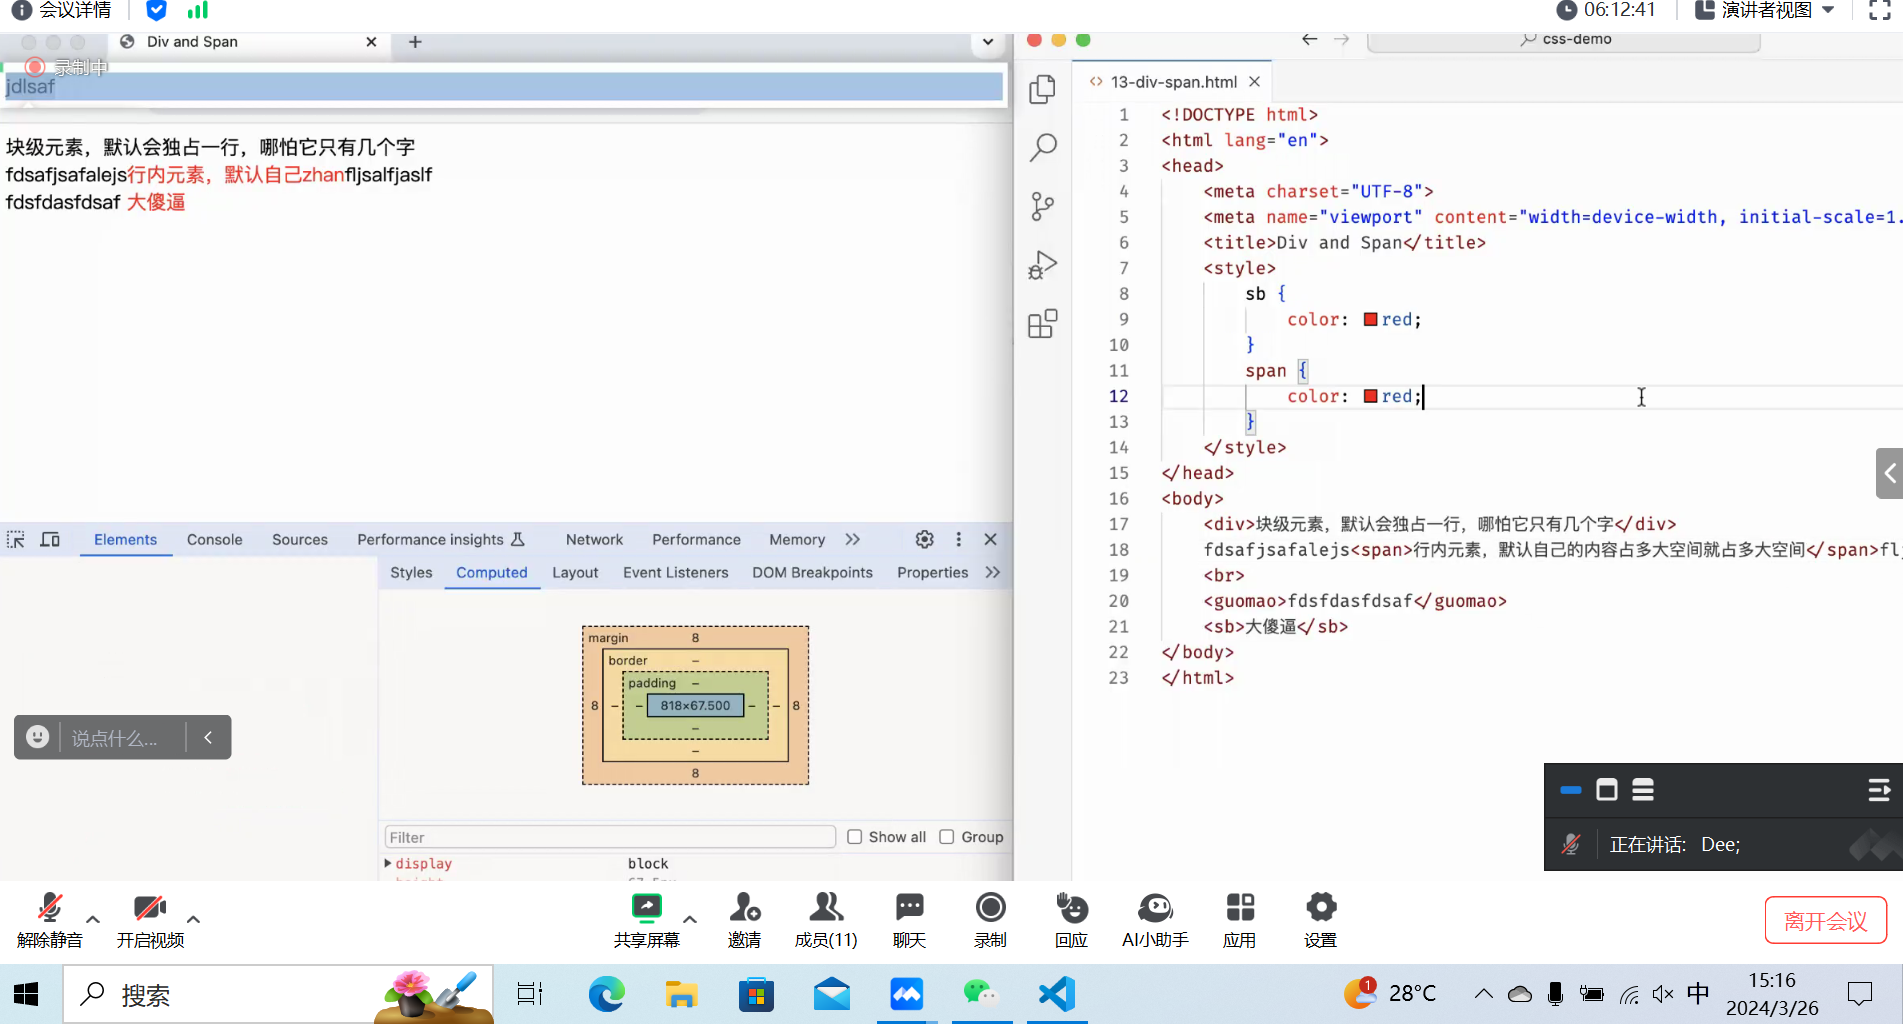 会议详情
06:12:41
演讲者视图
Div and Span
录制中
jdlsaf
块级元素，默认会独占一行，哪怕它只有几个字
fdsafjsafalejs行内元素，默认自己zhanfljsalfjaslf
fdsfdasfdsaf 大傻逼
Elements Console Sources Performance insights Network Performance Memory
Styles Computed Layout Event Listeners DOM Breakpoints Properties
margin 8
border –
padding –
8 – – 818×67.500 – – 8
–
–
8
Filter Show all Group
display block
说点什么...
css-demo
13-div-span.html
1 <!DOCTYPE html>
2 <html lang="en">
3 <head>
4 <meta charset="UTF-8">
5 <meta name="viewport" content="width=device-width, initial-scale=1.
6 <title>Div and Span</title>
7 <style>
8 sb {
9 color: red;
10 }
11 span {
12 color: red;
13 }
14 </style>
15 </head>
16 <body>
17 <div>块级元素，默认会独占一行，哪怕它只有几个字</div>
18 fdsafjsafalejs<span>行内元素，默认自己的内容占多大空间就占多大空间</span>fl
19 <br>
20 <guomao>fdsfdasfdsaf</guomao>
21 <sb>大傻逼</sb>
22 </body>
23 </html>
正在讲话: Dee;
解除静音 开启视频 共享屏幕 邀请 成员(11) 聊天 录制 回应 AI小助手 应用 设置 离开会议
搜索
1 28°C 中
15:16
2024/3/26